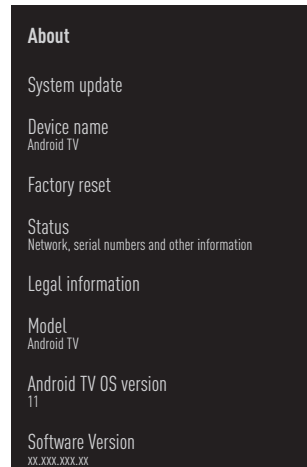 About
System update
Device name
Android TV
Factory reset
Status
Network, serial numbers and other information
Legal information
Model
Android TV
Android TV OS version
11
Software Version
xx.xxx.xxx.xx